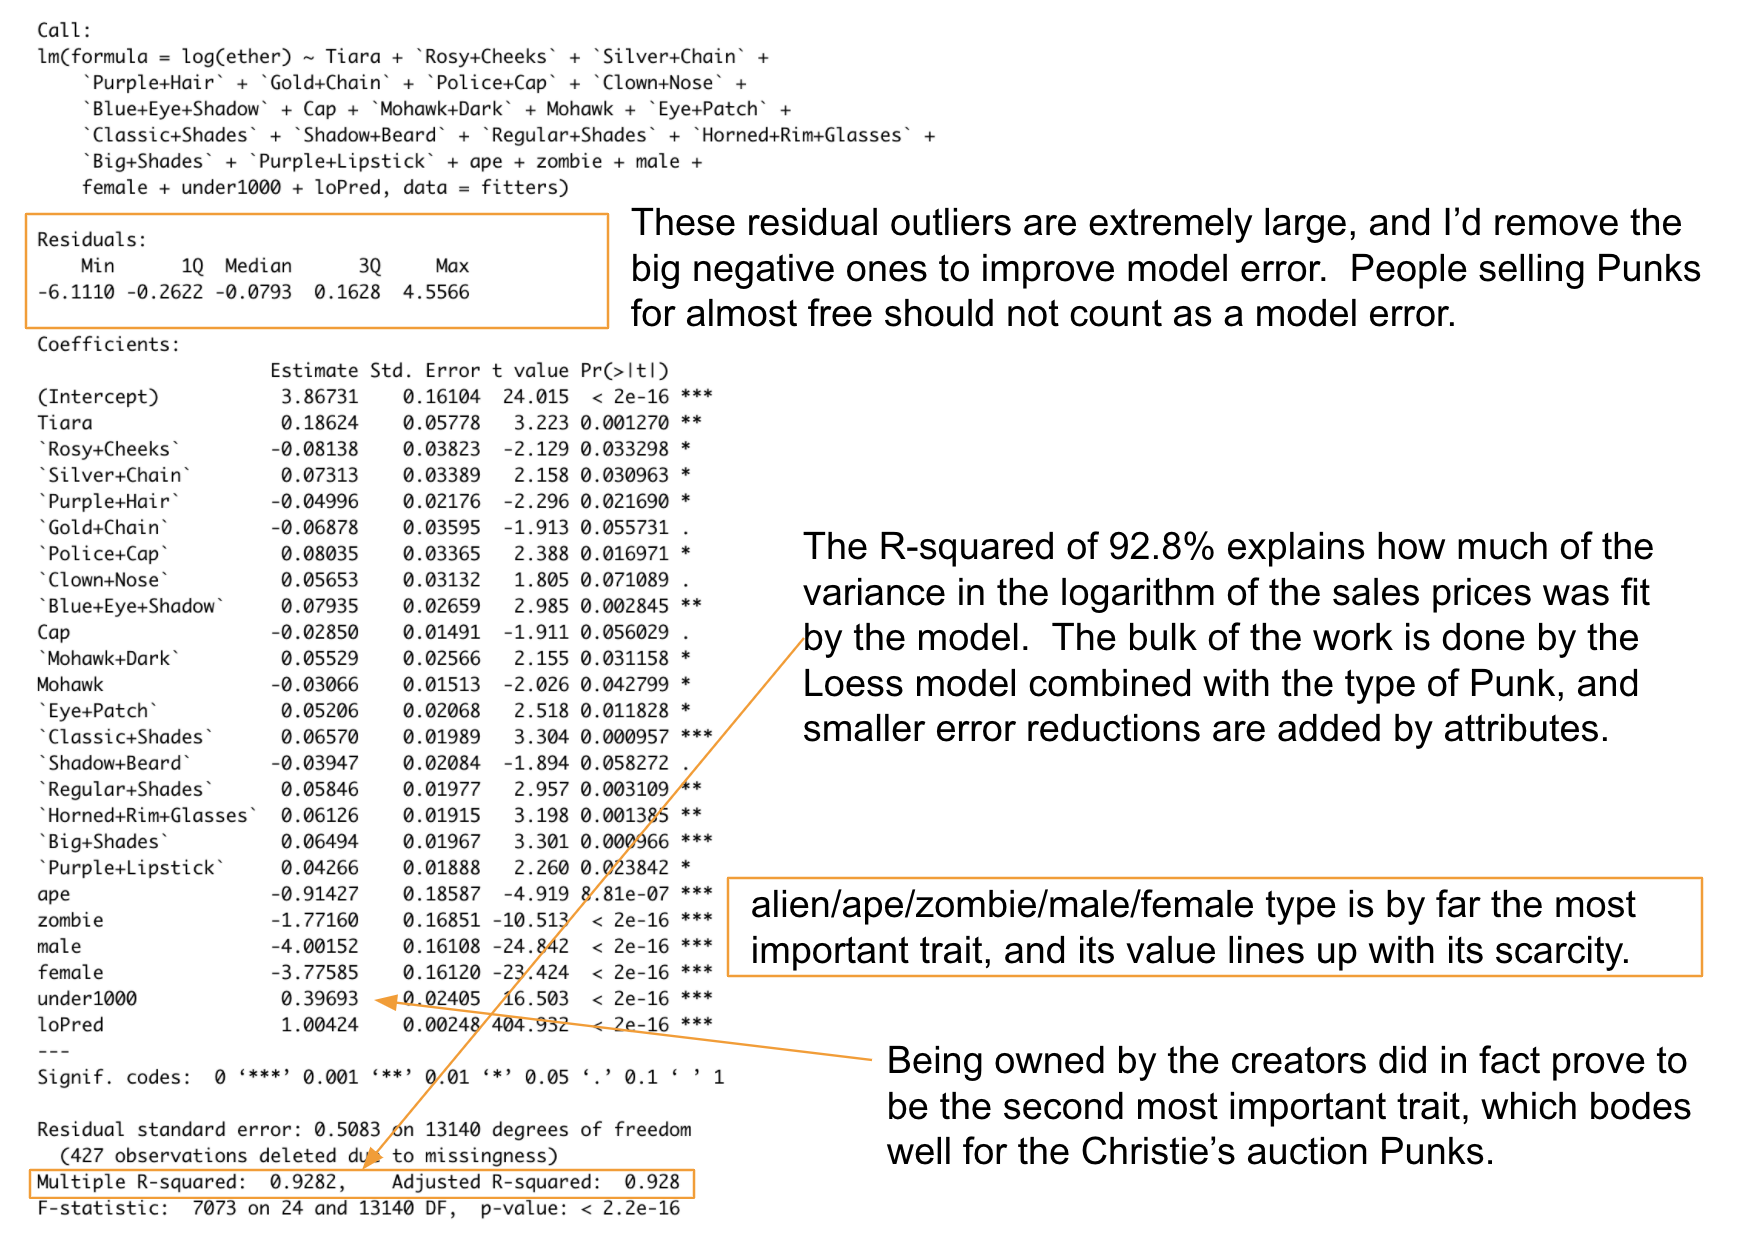 Call:
lm(formula = log(ether) ~ Tiara + `Rosy+Cheeks` + `Silver+Chain` +
    `Purple+Hair` + `Gold+Chain` + `Police+Cap` + `Clown+Nose` +
    `Blue+Eye+Shadow` + Cap + `Mohawk+Dark` + Mohawk + `Eye+Patch` +
    `Classic+Shades` + `Shadow+Beard` + `Regular+Shades` + `Horned+Rim+Glasses` +
    `Big+Shades` + `Purple+Lipstick` + ape + zombie + male +
    female + under1000 + loPred, data = fitters)
Residuals:
    Min      1Q  Median      3Q     Max
-6.1110 -0.2622 -0.0793  0.1628  4.5566
These residual outliers are extremely large, and I'd remove the
big negative ones to improve model error.  People selling Punks
for almost free should not count as a model error.
Coefficients:
                     Estimate Std. Error t value Pr(>|t|)
(Intercept)           3.86731    0.16104  24.015  < 2e-16 ***
Tiara                 0.18624    0.05778   3.223 0.001270 **
`Rosy+Cheeks`        -0.08138    0.03823  -2.129 0.033298 *
`Silver+Chain`        0.07313    0.03389   2.158 0.030963 *
`Purple+Hair`        -0.04996    0.02176  -2.296 0.021690 *
`Gold+Chain`         -0.06878    0.03595  -1.913 0.055731 .
`Police+Cap`          0.08035    0.03365   2.388 0.016971 *
`Clown+Nose`          0.05653    0.03132   1.805 0.071089 .
`Blue+Eye+Shadow`     0.07935    0.02659   2.985 0.002845 **
Cap                  -0.02850    0.01491  -1.911 0.056029 .
`Mohawk+Dark`         0.05529    0.02566   2.155 0.031158 *
Mohawk               -0.03066    0.01513  -2.026 0.042799 *
`Eye+Patch`           0.05206    0.02068   2.518 0.011828 *
`Classic+Shades`      0.06570    0.01989   3.304 0.000957 ***
`Shadow+Beard`       -0.03947    0.02084  -1.894 0.058272 .
`Regular+Shades`      0.05846    0.01977   2.957 0.003109 **
`Horned+Rim+Glasses`  0.06126    0.01915   3.198 0.001385 **
`Big+Shades`          0.06494    0.01967   3.301 0.000966 ***
`Purple+Lipstick`     0.04266    0.01888   2.260 0.023842 *
ape                  -0.91427    0.18587  -4.919 8.81e-07 ***
zombie               -1.77160    0.16851 -10.513  < 2e-16 ***
male                 -4.00152    0.16108 -24.842  < 2e-16 ***
female               -3.77585    0.16120 -23.424  < 2e-16 ***
under1000             0.39693    0.02405  16.503  < 2e-16 ***
loPred                1.00424    0.00248 404.932  < 2e-16 ***
---
Signif. codes:  0 ‘***’ 0.001 ‘**’ 0.01 ‘*’ 0.05 ‘.’ 0.1 ‘ ’ 1
The R-squared of 92.8% explains how much of the
variance in the logarithm of the sales prices was fit
by the model.  The bulk of the work is done by the
Loess model combined with the type of Punk, and
smaller error reductions are added by attributes.
alien/ape/zombie/male/female type is by far the most
important trait, and its value lines up with its scarcity.
Being owned by the creators did in fact prove to
be the second most important trait, which bodes
well for the Christie's auction Punks.
Residual standard error: 0.5083 on 13140 degrees of freedom
  (427 observations deleted due to missingness)
Multiple R-squared:  0.9282,    Adjusted R-squared:  0.928
F-statistic:  7073 on 24 and 13140 DF,  p-value: < 2.2e-16